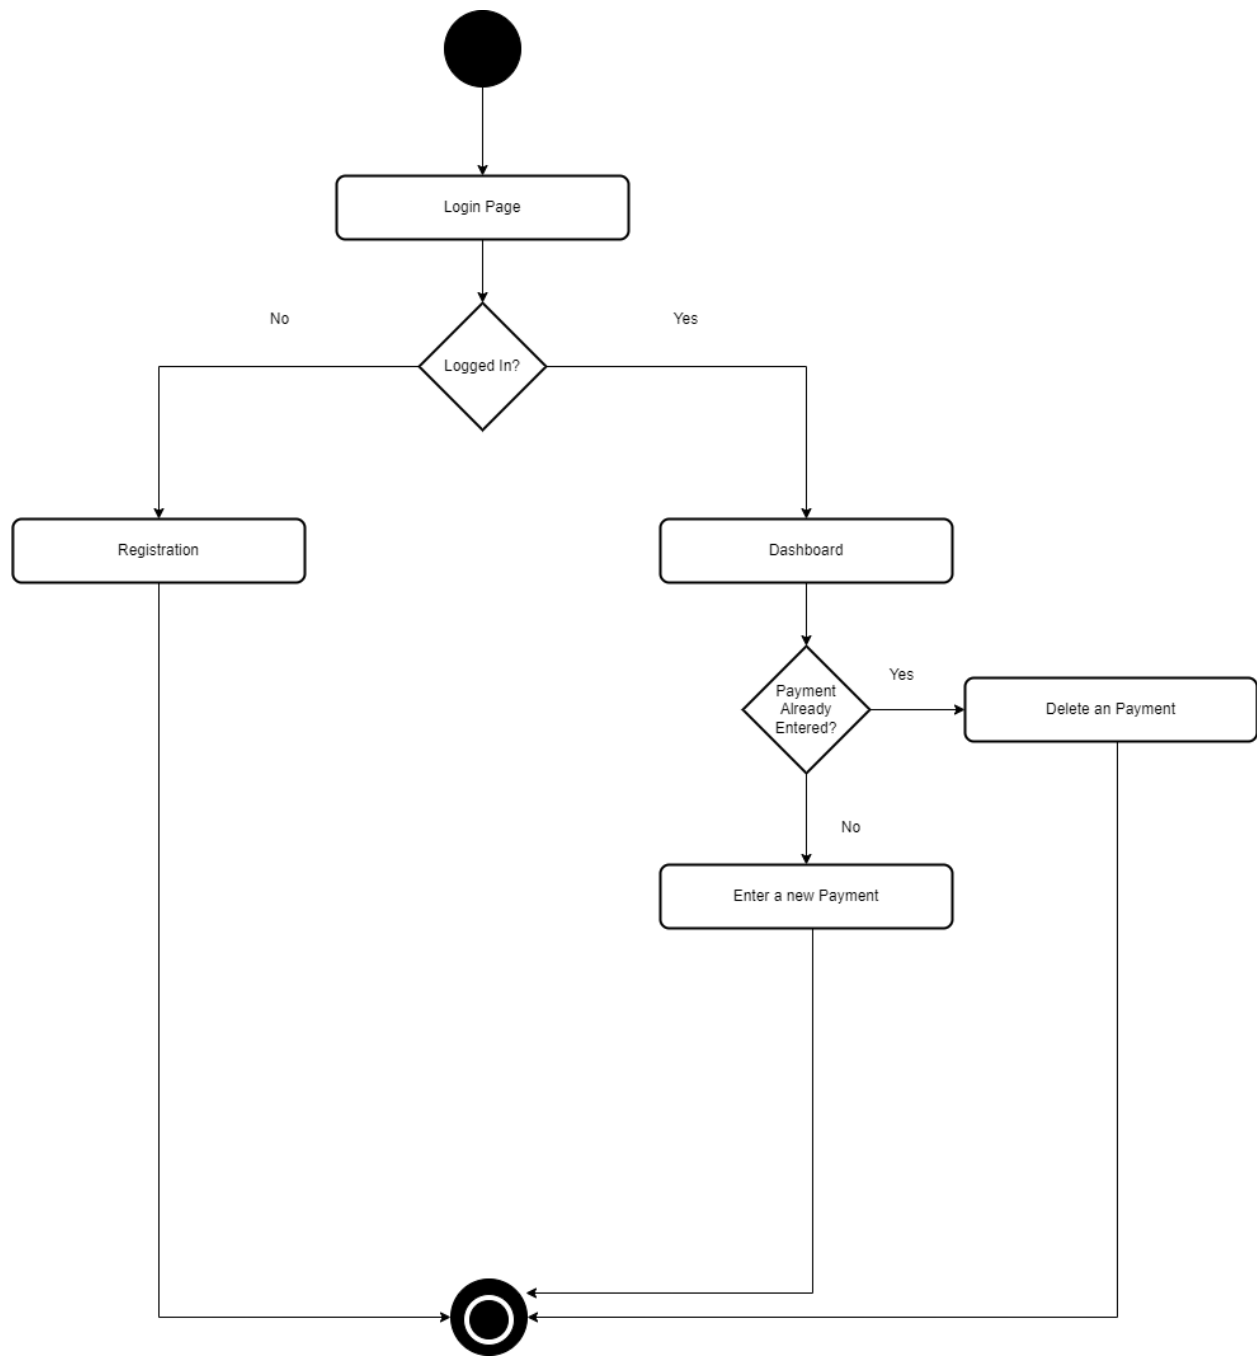 Login Page
No
Yes
Logged In?
Registration
Dashboard
Payment
Already
Entered?
Yes
Delete an Payment
No
Enter a new Payment